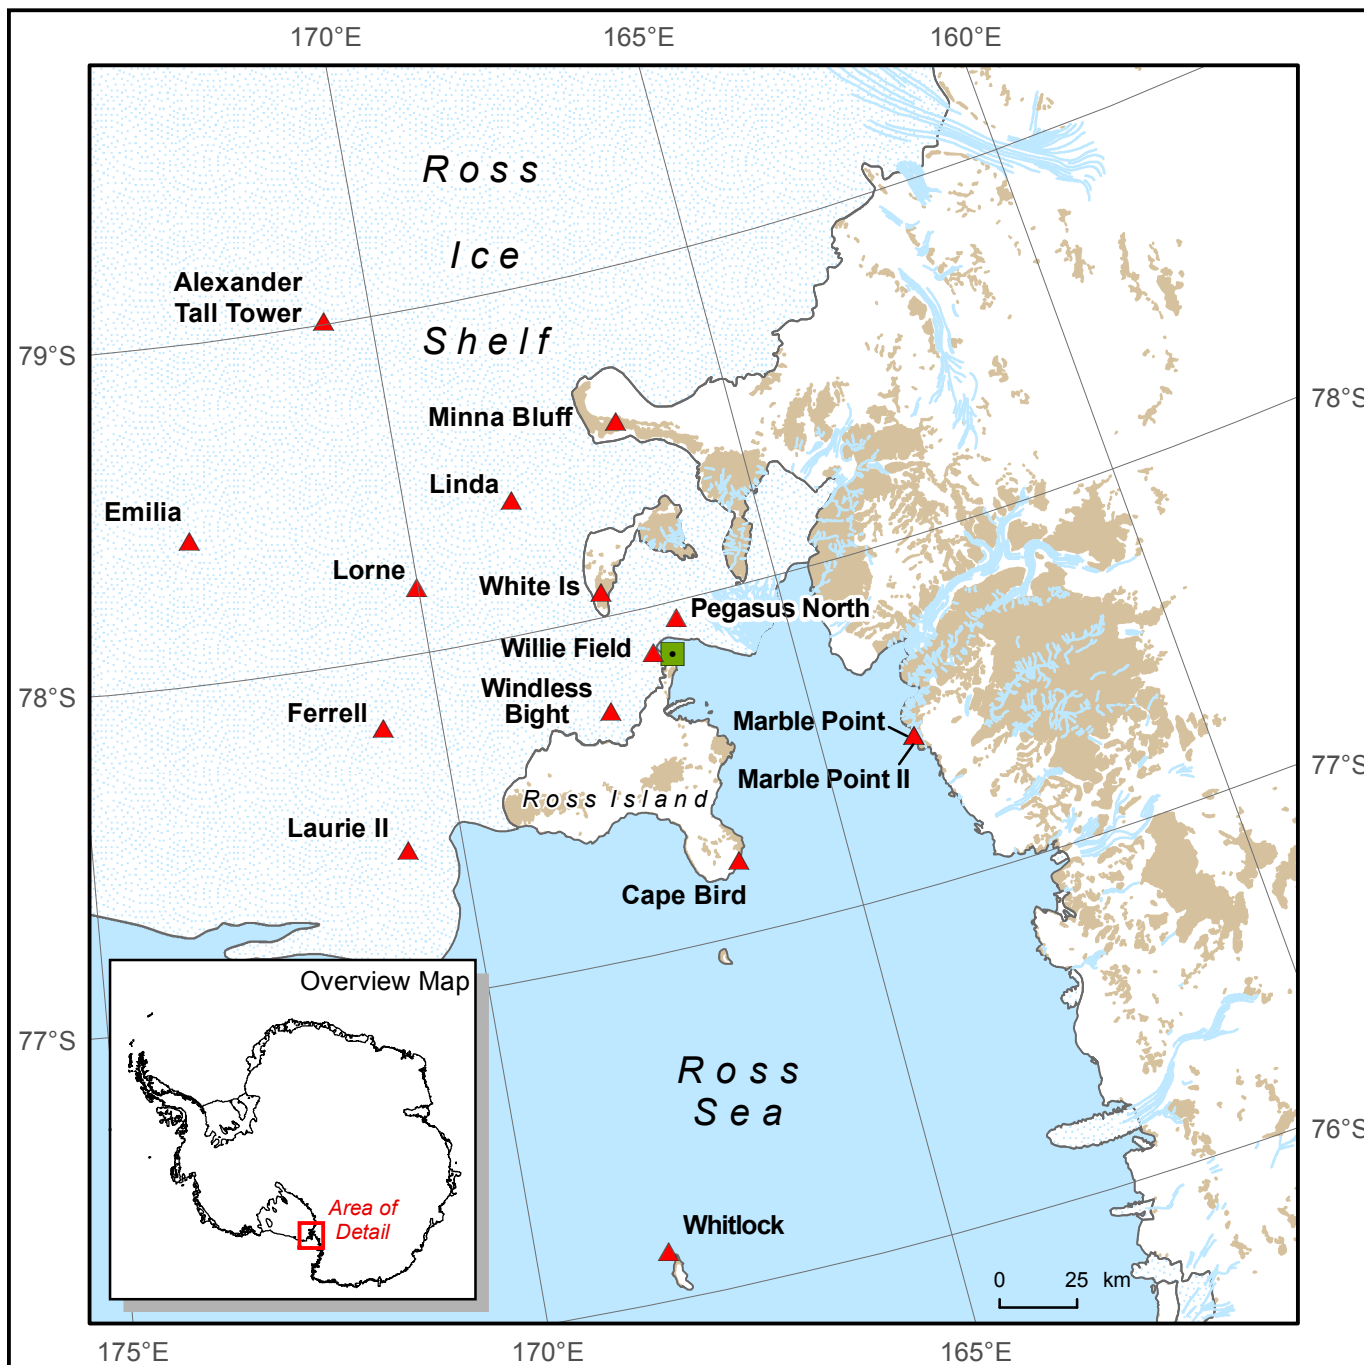 170°E
165°E
160°E
Ross
Ice
Shelf
Alexander
Tall Tower
79°S
78°S
Minna Bluff
Linda
Emilia
Lorne
White Is
Pegasus North
Willie Field
Windless
Bight
78°S
Ferrell
Marble Point
Marble Point II
77°S
Ross Island
Laurie II
Cape Bird
Overview Map
77°S
Ross
Sea
76°S
Area of
Detail
Whitlock
0 25 km
175°E
170°E
165°E